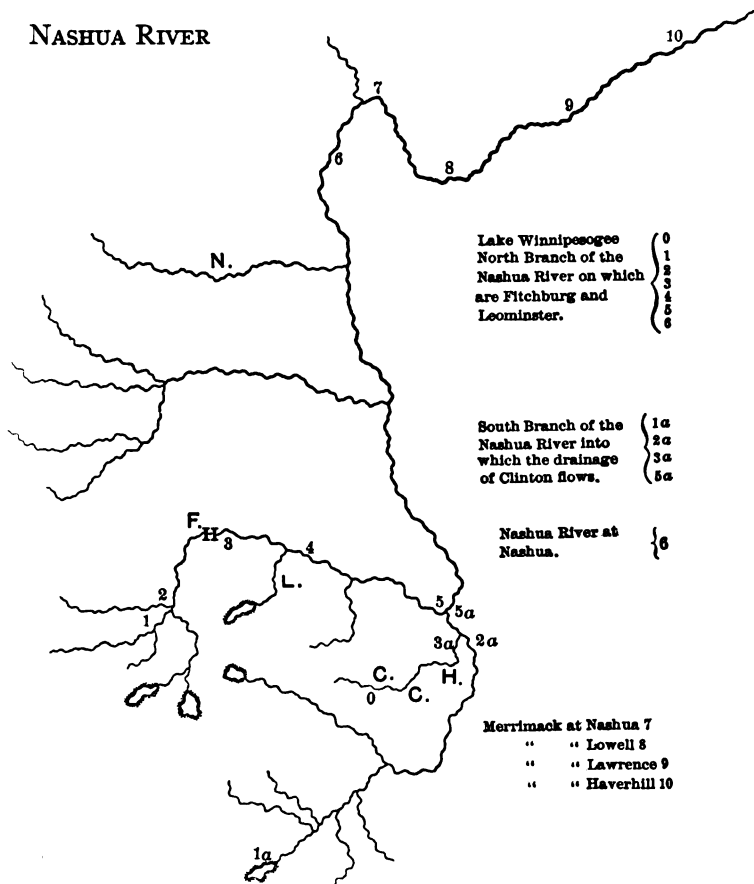 NASHUA RIVER
10
7
9
6
8
N.
Lake Winnipesogee
North Branch of the
Nashua River on which
are Fitchburg and
Leominster.
0
1
2
3
4
5
6
South Branch of the
Nashua River into
which the drainage
of Clinton flows.
1a
2a
3a
5a
Nashua River at
Nashua.
6
F.
H
3
4
L.
2
1
5
5a
3a
2a
C.
H.
0
C.
Merrimack at Nashua 7
“ “ Lowell 8
“ “ Lawrence 9
“ “ Haverhill 10
1a